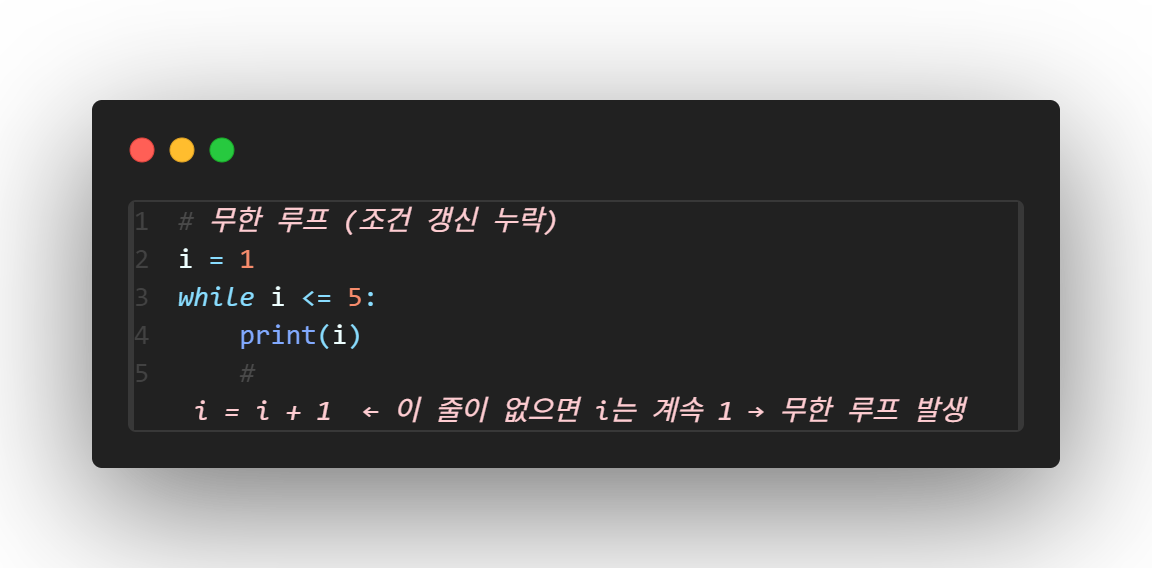 1 # 무한 루프 (조건 갱신 누락)
2 i = 1
3 while i <= 5:
4     print(i)
5     #
i = i + 1  ← 이 줄이 없으면 i는 계속 1 → 무한 루프 발생